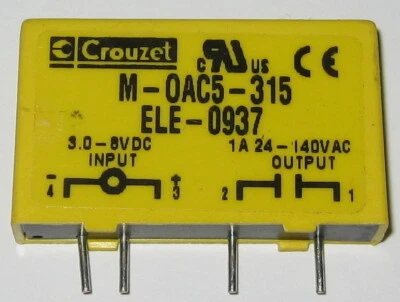 Crouzet
c RU us CE
M-OAC5-315
ELE-0937
3.0-8VDC 1A 24-140VAC
INPUT OUTPUT
- 4 + 3 2 1